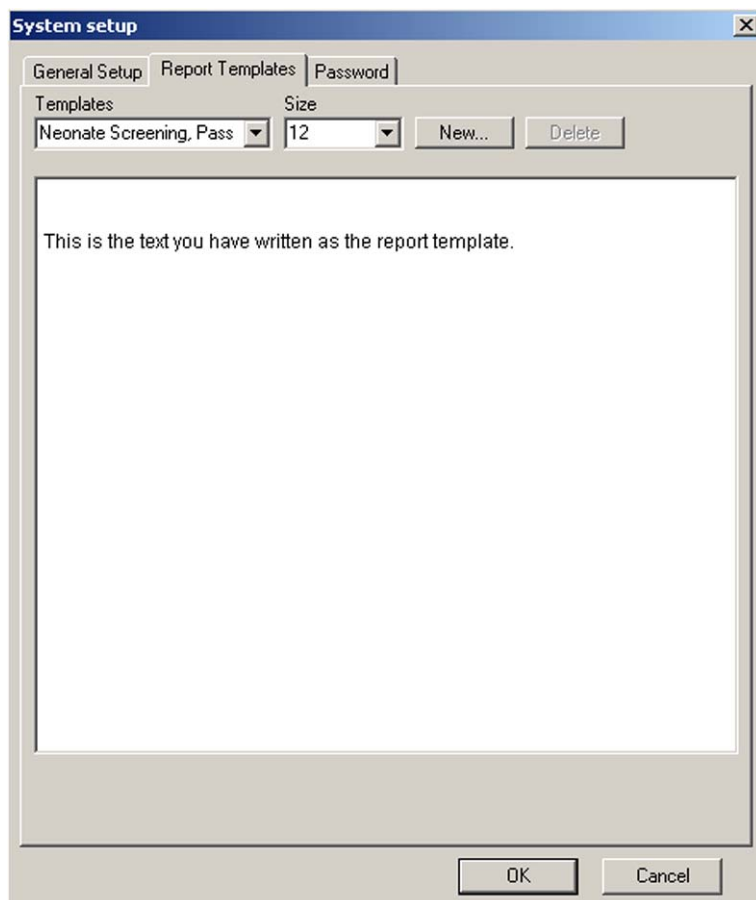 System setup
General Setup Report Templates Password
Templates Size
Neonate Screening, Pass 12 New... Delete
This is the text you have written as the report template.
OK Cancel